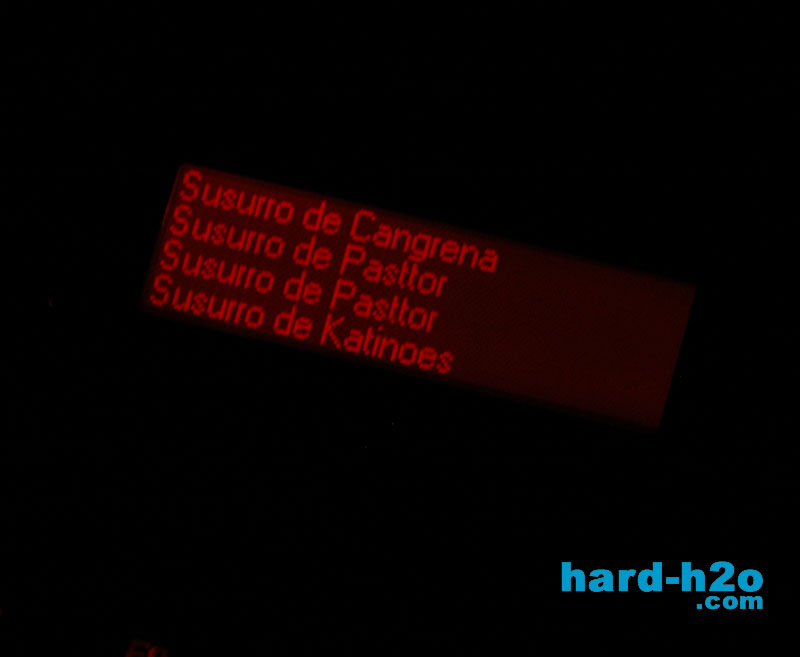 Susurro de Cangrena
Susurro de Pasttor
Susurro de Pasttor
Susurro de Katinoes
hard-h2o
.com